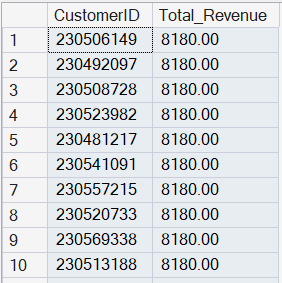 CustomerID Total_Revenue
1 230506149 8180.00
2 230492097 8180.00
3 230508728 8180.00
4 230523982 8180.00
5 230481217 8180.00
6 230541091 8180.00
7 230557215 8180.00
8 230520733 8180.00
9 230569338 8180.00
10 230513188 8180.00